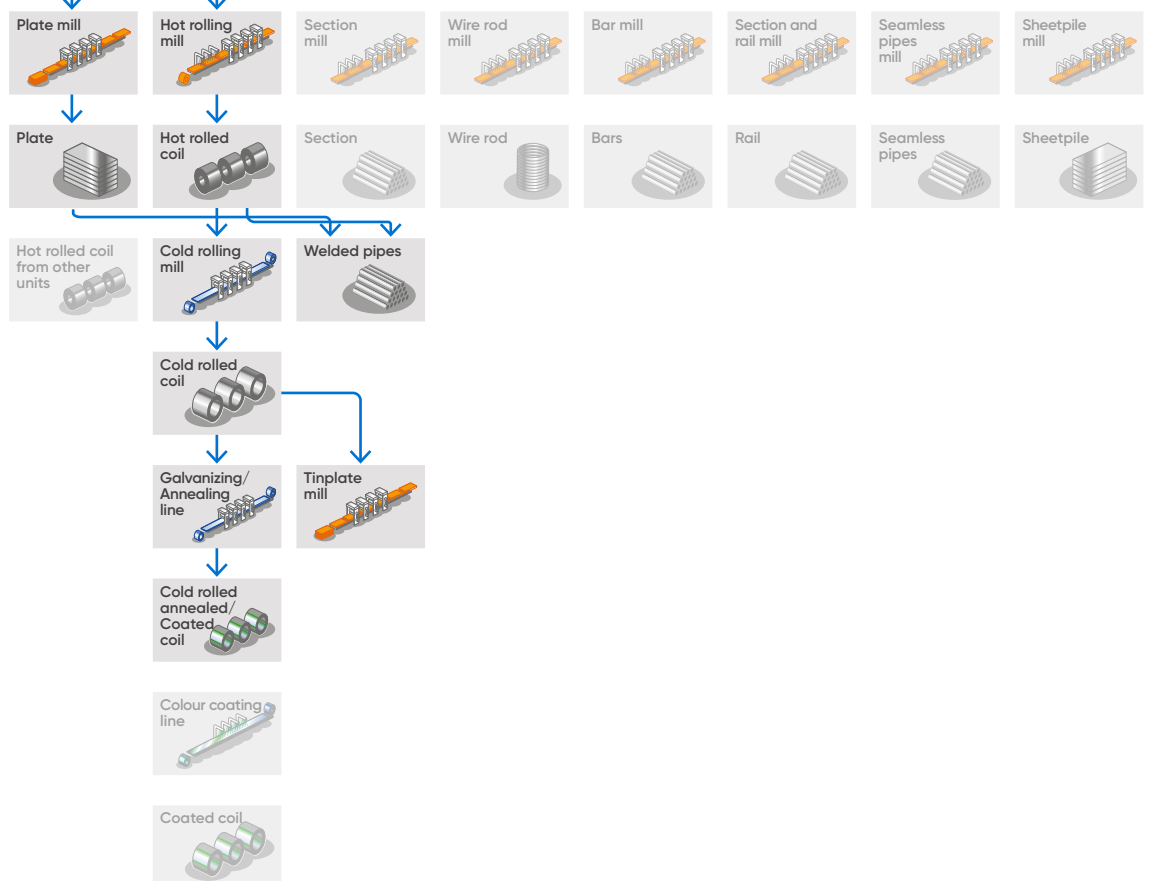 Plate mill
Hot rolling
mill
Section
mill
Wire rod
mill
Bar mill
Section and
rail mill
Seamless
pipes
mill
Sheetpile
mill
Plate
Hot rolled
coil
Section
Wire rod
Bars
Rail
Seamless
pipes
Sheetpile
Hot rolled coil
from other
units
Cold rolling
mill
Welded pipes
Cold rolled
coil
Galvanizing/
Annealing
line
Tinplate
mill
Cold rolled
annealed/
Coated
coil
Colour coating
line
Coated coil